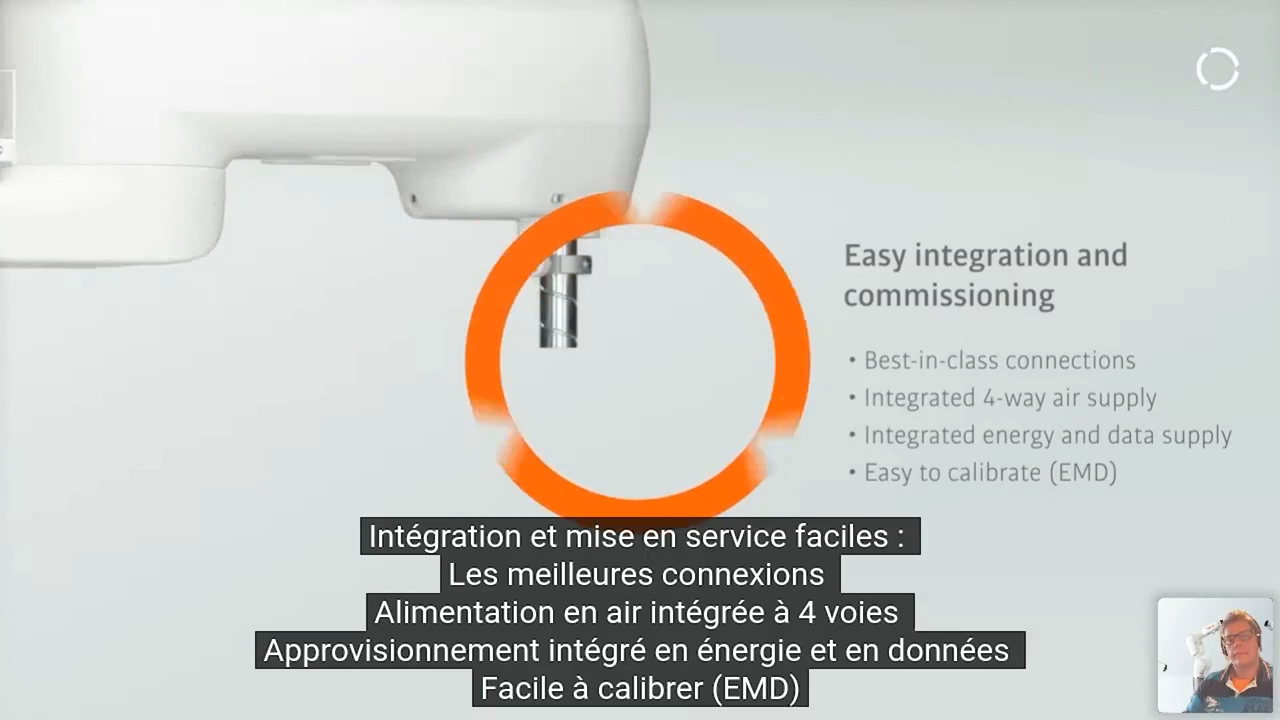 Easy integration and
commissioning
• Best-in-class connections
• Integrated 4-way air supply
• Integrated energy and data supply
• Easy to calibrate (EMD)
Intégration et mise en service faciles :
Les meilleures connexions
Alimentation en air intégrée à 4 voies
Approvisionnement intégré en énergie et en données
Facile à calibrer (EMD)